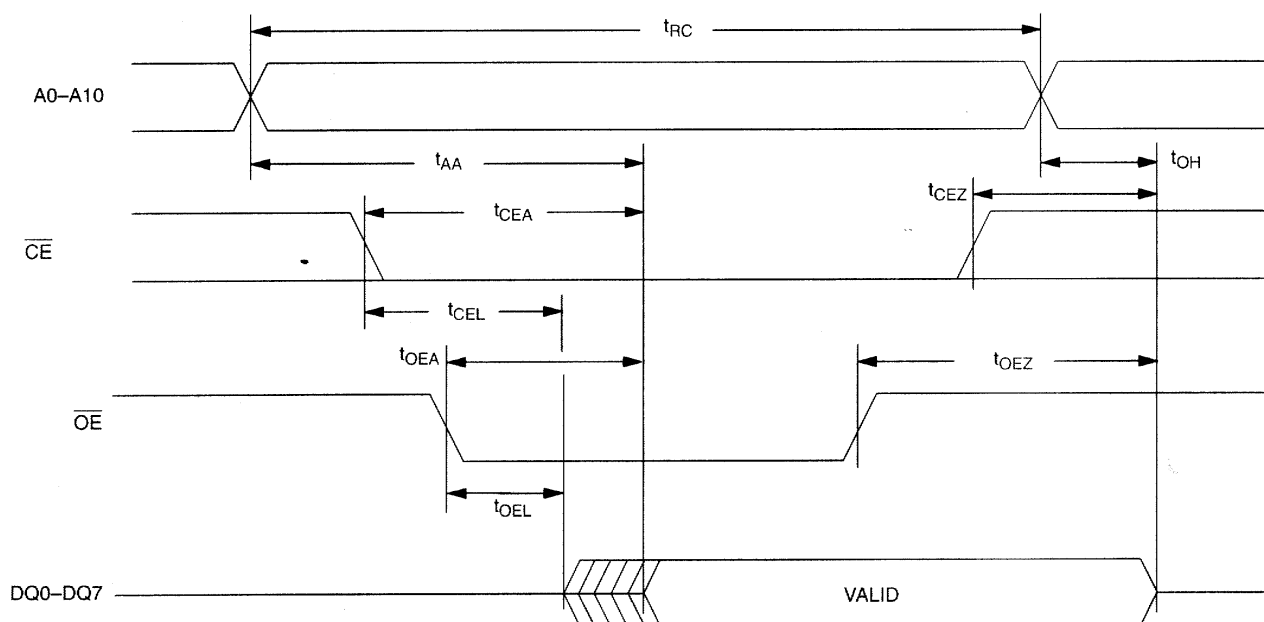 tRC
A0–A10
tAA
tOH
tCEZ
tCEA
CE
tCEL
tOEA
tOEZ
OE
tOEL
DQ0–DQ7
VALID